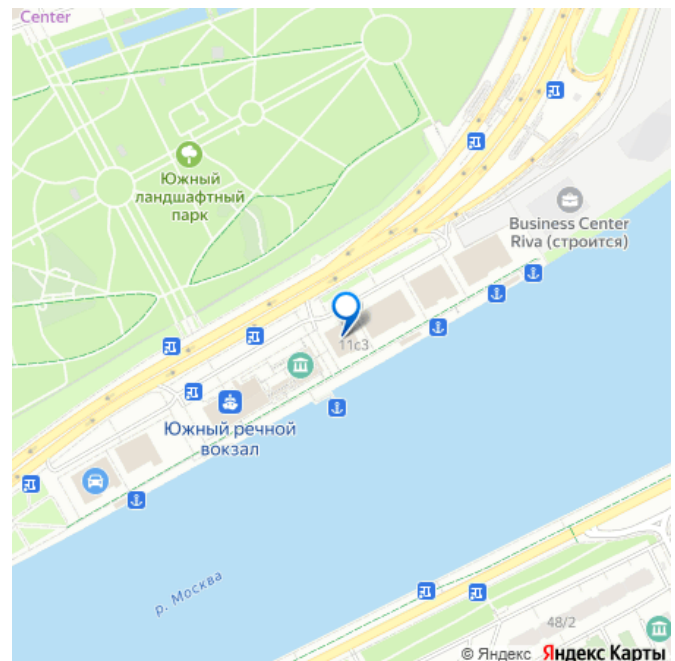 Center
Южный
ландшафтный
парк
Business Center
Riva (строится)
11с3
Южный речной
вокзал
р. Москва
48/2
© Яндекс Яндекс Карты